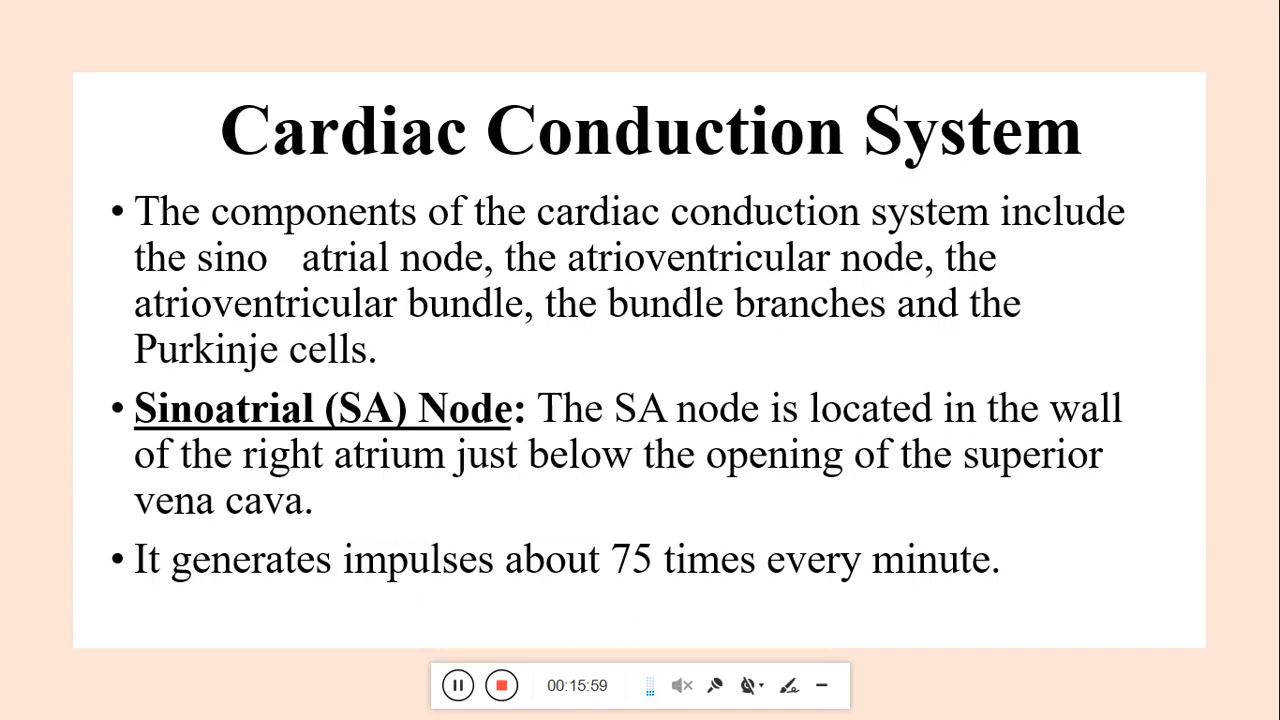 Cardiac Conduction System
• The components of the cardiac conduction system include
the sino   atrial node, the atrioventricular node, the
atrioventricular bundle, the bundle branches and the
Purkinje cells.
• Sinoatrial (SA) Node: The SA node is located in the wall
of the right atrium just below the opening of the superior
vena cava.
• It generates impulses about 75 times every minute.
00:15:59